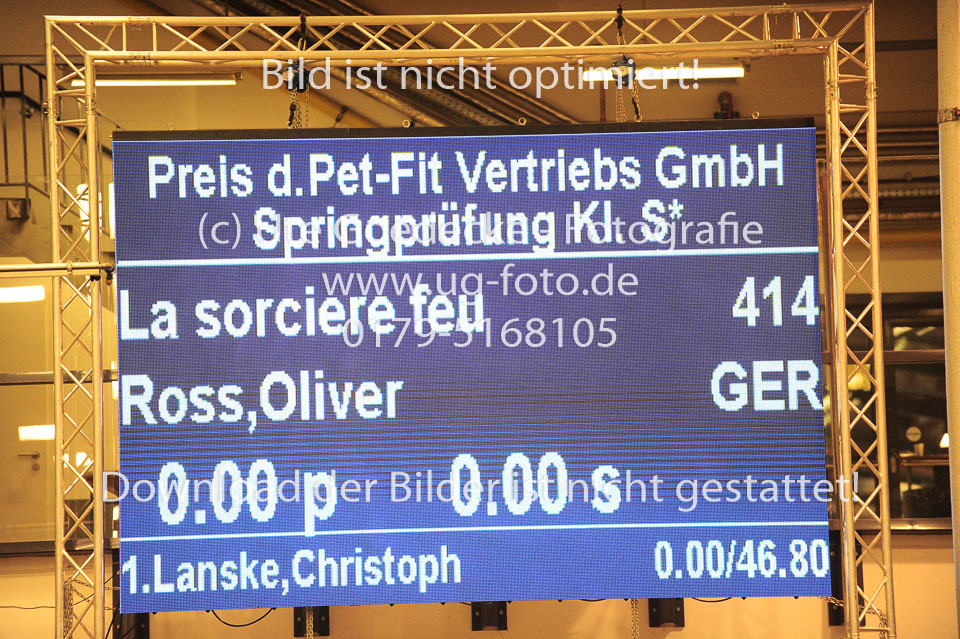 Bild ist nicht optimiert!
Preis d.Pet-Fit Vertriebs GmbH
Springprüfung Kl. S*
(c) Fotografie
www.ug-foto.de
La sorciere feu 414
0179-5168105
Ross,Oliver GER
0.00 p 0.00 s
Download der Bilder ist nicht gestattet!
1.Lanske,Christoph 0.00/46.80